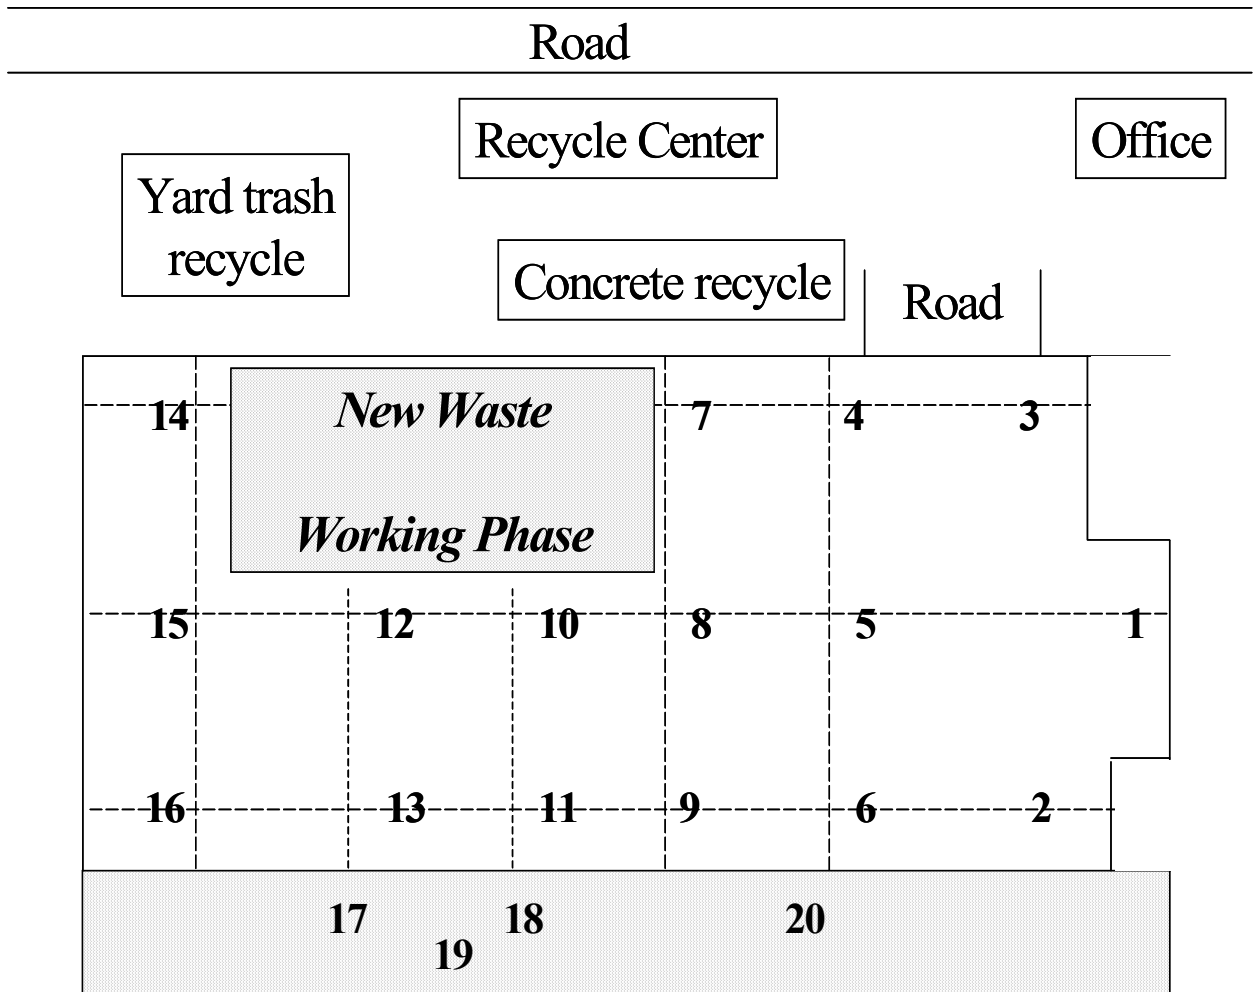 Road
Recycle Center
Office
Yard trash
recycle
Concrete recycle
Road
New Waste
14
7
4
3
Working Phase
15
12
10
8
5
1
16
13
11
9
6
2
17
18
20
19